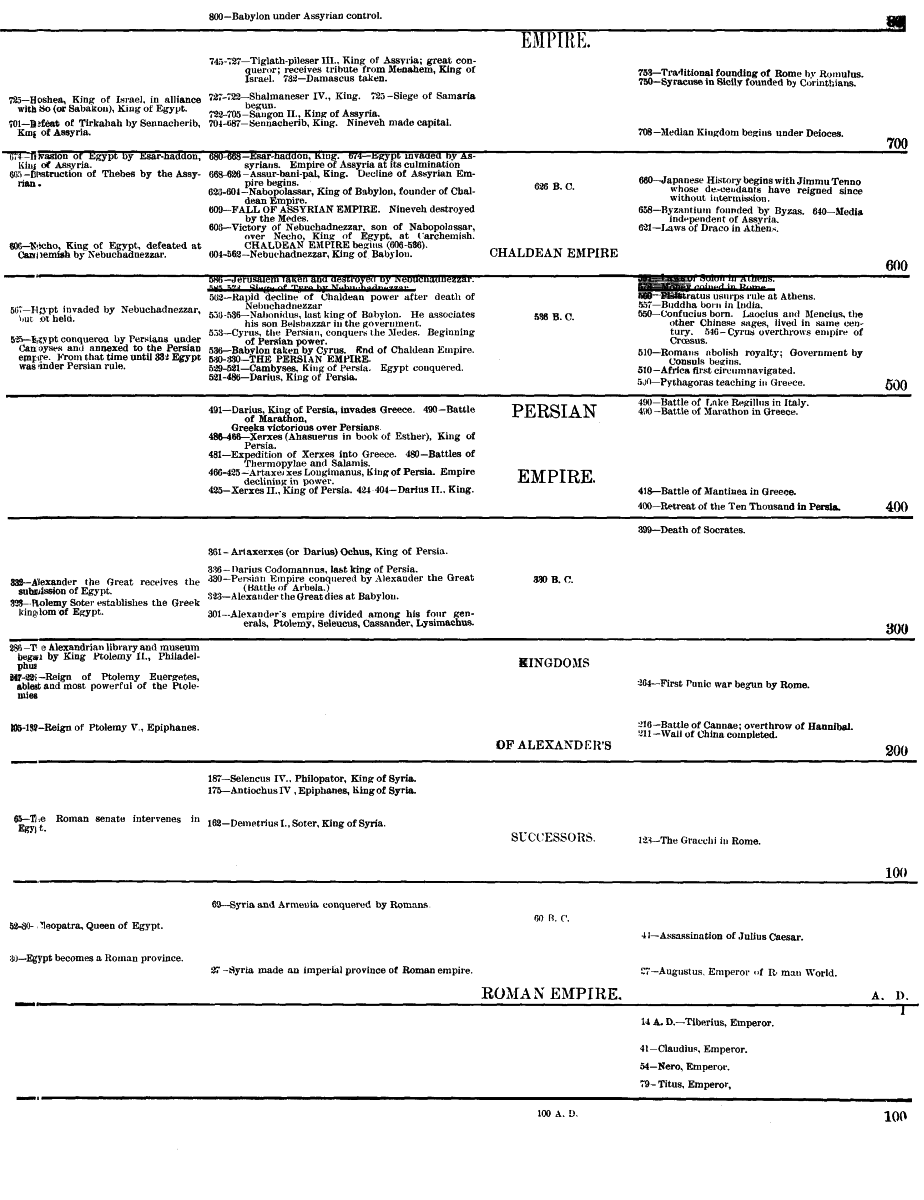 800—Babylon under Assyrian control.
EMPIRE.
745-727—Tiglath-pileser III., King of Assyria; great con-
queror; receives tribute from Menahem, King of
Israel. 732—Damascus taken.
753—Traditional founding of Rome by Romulus.
750—Syracuse in Sicily founded by Corinthians.
725—Hoshea, King of Israel, in alliance
with So (or Sabakon), King of Egypt.
727-722—Shalmaneser IV., King. 725—Siege of Samaria
begun.
722-705—Sargon II., King of Assyria.
701—Defeat of Tirkahah by Sennacherib,
King of Assyria.
704-687—Sennacherib, King. Nineveh made capital.
708—Median Kingdom begins under Deioces.
700
674—Invasion of Egypt by Esar-haddon,
King of Assyria.
665—Destruction of Thebes by the Assy-
rian.
680-668—Esar-haddon, King. 674—Egypt invaded by As-
syrians. Empire of Assyria at its culmination
668-626—Assur-bani-pal, King. Decline of Assyrian Em-
pire begins.
625-604—Nabopolassar, King of Babylon, founder of Chal-
dean Empire.
609—FALL OF ASSYRIAN EMPIRE. Nineveh destroyed
by the Medes.
606—Victory of Nebuchadnezzar, son of Nabopolassar,
over Necho, King of Egypt, at Carchemish.
CHALDEAN EMPIRE begins (606-536).
604-562—Nebuchadnezzar, King of Babylon.
606—Necho, King of Egypt, defeated at
Carchemish by Nebuchadnezzar.
626 B. C.
CHALDEAN EMPIRE
660—Japanese History begins with Jimmu Tenno
whose descendants have reigned since
without intermission.
658—Byzantium founded by Byzas. 640—Media
independent of Assyria.
621—Laws of Draco in Athens.
600
586—Jerusalem taken and destroyed by Nebuchadnezzar.
585-573—Siege of Tyre by Nebuchadnezzar.
562—Rapid decline of Chaldean power after death of
Nebuchadnezzar
556-536—Nabonidus, last king of Babylon. He associates
his son Belshazzar in the government.
553—Cyrus, the Persian, conquers the Medes. Beginning
of Persian power.
536—Babylon taken by Cyrus. End of Chaldean Empire.
530-330—THE PERSIAN EMPIRE.
529-521—Cambyses, King of Persia. Egypt conquered.
521-486—Darius, King of Persia.
567—Egypt invaded by Nebuchadnezzar,
but not held.
525—Egypt conquered by Persians under
Cambyses and annexed to the Persian
empire. From that time until 332 Egypt
was under Persian rule.
536 B. C.
of Solon in Athens.
Money coined in Rome
560—Pisistratus usurps rule at Athens.
557—Buddha born in India.
550—Confucius born. Laocius and Mencius, the
other Chinese sages, lived in same cen-
tury. 546—Cyrus overthrows empire of
Crœsus.
510—Romans abolish royalty; Government by
Consuls begins.
510—Africa first circumnavigated.
500—Pythagoras teaching in Greece.
500
491—Darius, King of Persia, invades Greece. 490—Battle
of Marathon,
Greeks victorious over Persians
486-466—Xerxes (Ahasuerus in book of Esther), King of
Persia.
481—Expedition of Xerxes into Greece. 480—Battles of
Thermopylae and Salamis.
466-425—Artaxerxes Longimanus, King of Persia. Empire
declining in power.
425—Xerxes II., King of Persia. 424-404—Darius II., King.
PERSIAN
EMPIRE.
490—Battle of Lake Regillus in Italy.
490—Battle of Marathon in Greece.
418—Battle of Mantinea in Greece.
400—Retreat of the Ten Thousand in Persia.
400
399—Death of Socrates.
361—Artaxerxes (or Darius) Ochus, King of Persia.
336—Darius Codomannus, last king of Persia.
330—Persian Empire conquered by Alexander the Great
(Battle of Arbela.)
323—Alexander the Great dies at Babylon.
301—Alexander's empire divided among his four gen-
erals, Ptolemy, Seleucus, Cassander, Lysimachus.
332—Alexander the Great receives the
submission of Egypt.
323—Ptolemy Soter establishes the Greek
kingdom of Egypt.
330 B. C.
300
286—The Alexandrian library and museum
began by King Ptolemy II., Philadel-
phus
247-221—Reign of Ptolemy Euergetes,
ablest and most powerful of the Ptole-
mies
195-182—Reign of Ptolemy V., Epiphanes.
KINGDOMS
OF ALEXANDER'S
264—First Punic war begun by Rome.
216—Battle of Cannae; overthrow of Hannibal.
211—Wall of China completed.
200
187—Selencus IV., Philopator, King of Syria.
175—Antiochus IV, Epiphanes, King of Syria.
65—The Roman senate intervenes in
Egypt.
162—Demetrius I., Soter, King of Syria.
SUCCESSORS.
123—The Gracchi in Rome.
100
69—Syria and Armenia conquered by Romans
52-30—Cleopatra, Queen of Egypt.
60 B. C.
44—Assassination of Julius Caesar.
30—Egypt becomes a Roman province.
27—Syria made an imperial province of Roman empire.
27—Augustus, Emperor of Roman World.
ROMAN EMPIRE.
A. D.
1
14 A. D.—Tiberius, Emperor.
41—Claudius, Emperor.
54—Nero, Emperor.
79—Titus, Emperor,
100 A. D.
100